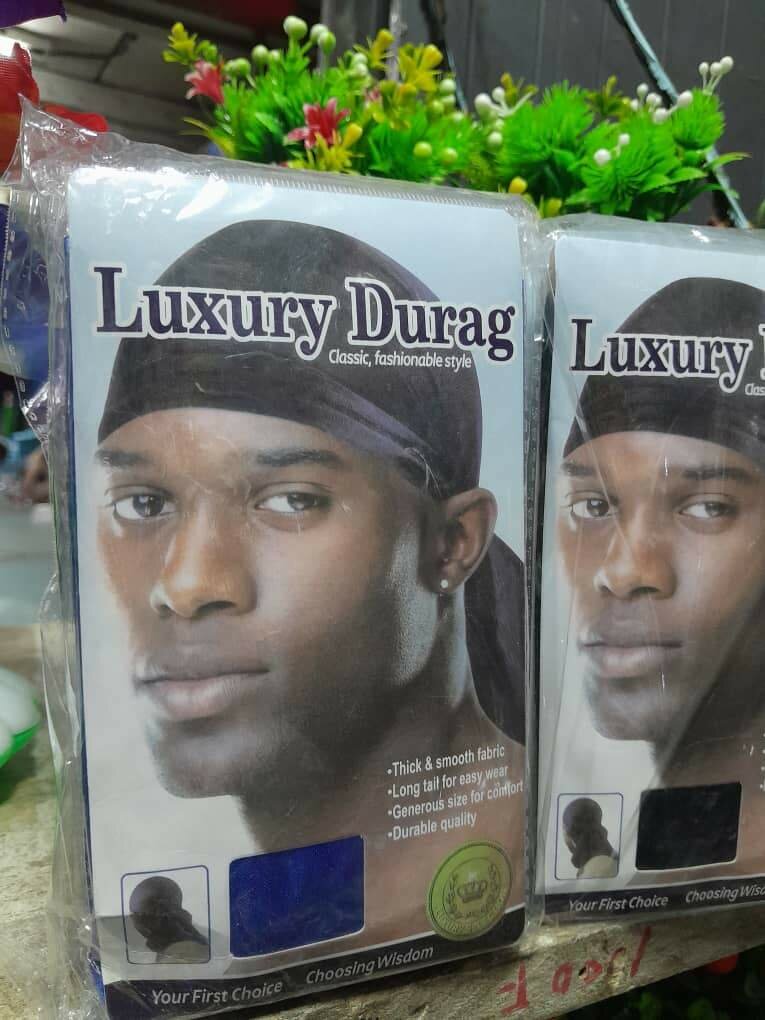 Luxury Durag
Classic, fashionable style
•Thick & smooth fabric
•Long tail for easy wear
•Generous size for comfort
•Durable quality
Your First Choice Choosing Wisdom
Luxury
Clas
Your First Choice Choosing Wisd